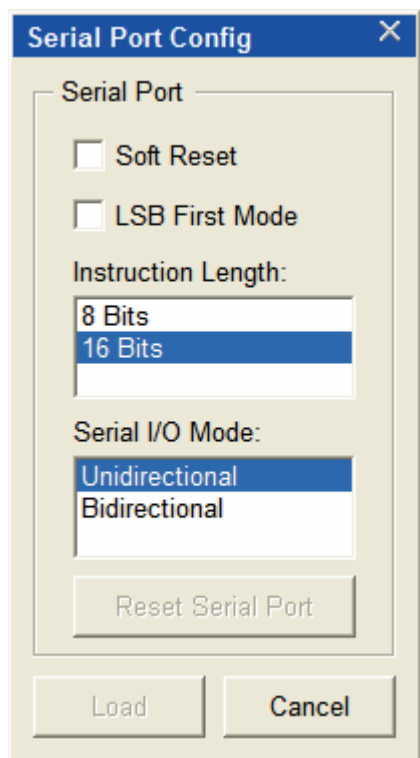 Serial Port Config
Serial Port
Soft Reset
LSB First Mode
Instruction Length:
8 Bits
16 Bits
Serial I/O Mode:
Unidirectional
Bidirectional
Reset Serial Port
Load Cancel